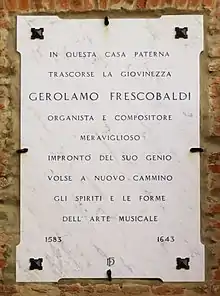 IN QUESTA CASA PATERNA
TRASCORSE LA GIOVINEZZA
GEROLAMO FRESCOBALDI
ORGANISTA E COMPOSITORE
MERAVIGLIOSO
IMPRONTO DEL SUO GENIO
VOLSE A NUOVO CAMMINO
GLI SPIRITI E LE FORME
DELL ARTE MUSICALE
1583 1643